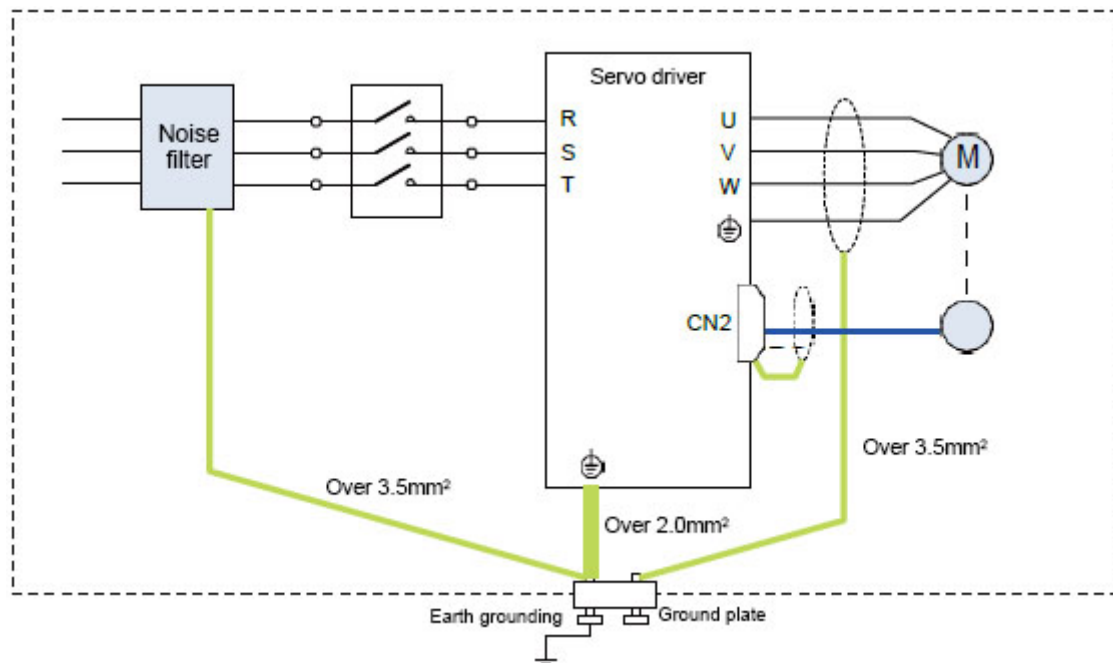 Servo driver
Noise
filter
R
S
T
U
V
W
M
CN2
Over 3.5mm²
Over 3.5mm²
Over 2.0mm²
Earth grounding
Ground plate